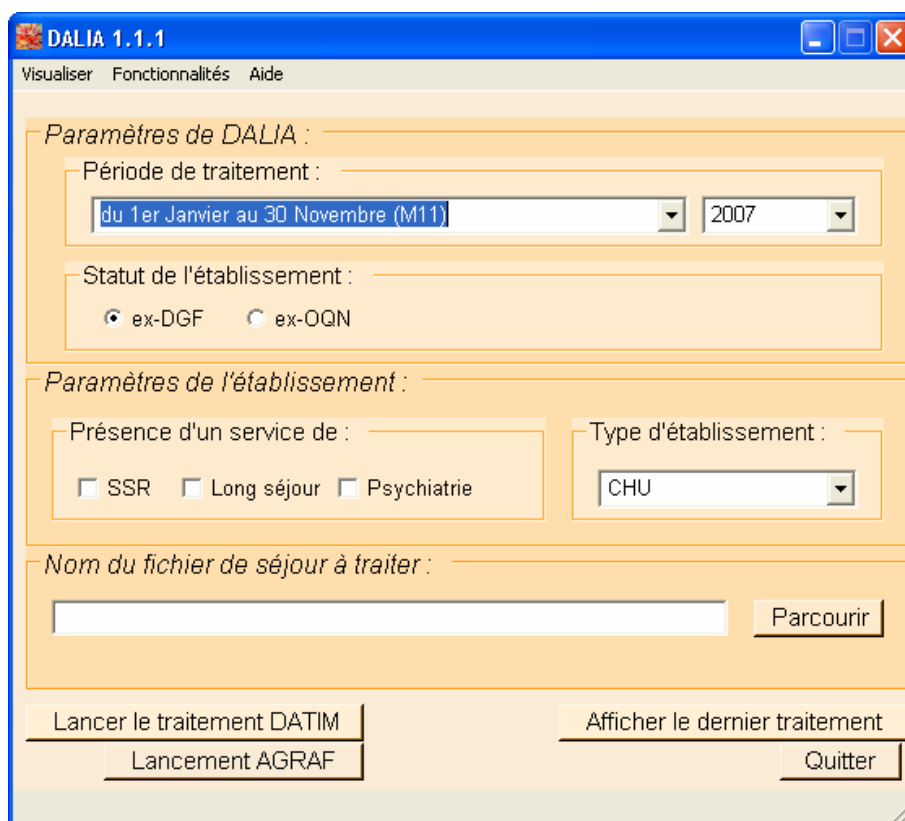 DALIA 1.1.1
Visualiser Fonctionnalités Aide
Paramètres de DALIA :
Période de traitement :
du 1er Janvier au 30 Novembre (M11) 2007
Statut de l'établissement :
ex-DGF ex-OQN
Paramètres de l'établissement :
Présence d'un service de : Type d'établissement :
SSR Long séjour Psychiatrie CHU
Nom du fichier de séjour à traiter :
Parcourir
Lancer le traitement DATIM Afficher le dernier traitement
Lancement AGRAF Quitter